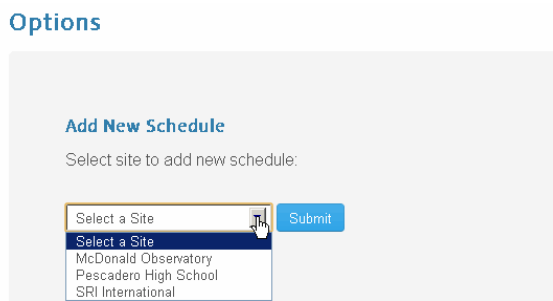 Options
Add New Schedule
Select site to add new schedule:
Select a Site Submit
Select a Site
McDonald Observatory
Pescadero High School
SRI International